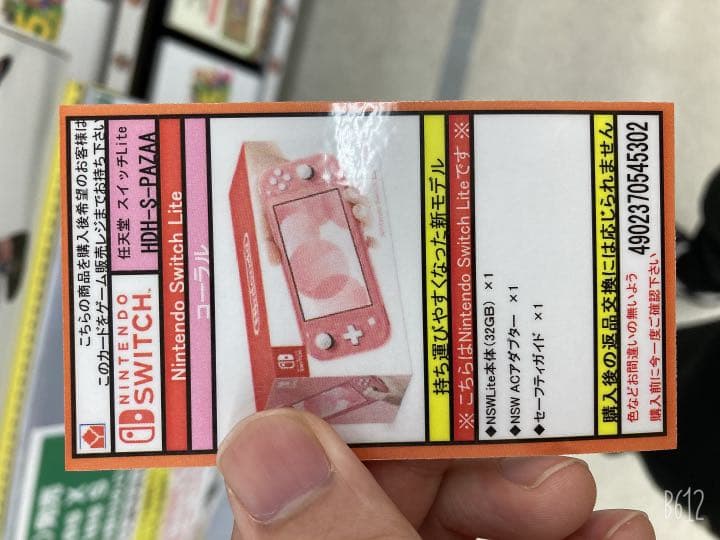 こちらの商品を購入後希望のお客様は
このカードをゲーム販売レジまでお持ち下さい
NINTENDO
SWITCH™
任天堂 スイッチLite
HDH-S-PAZAA
Nintendo Switch Lite
コーラル
持ち運びやすくなった新モデル
※ こちらはNintendo Switch Liteです ※
◆NSWLite本体(32GB) ×1
◆NSW ACアダプター ×1
◆セーフティガイド ×1
購入後の返品交換には応じられません
色などお間違いの無いよう
購入前に今一度ご確認下さい
4902370545302
B612